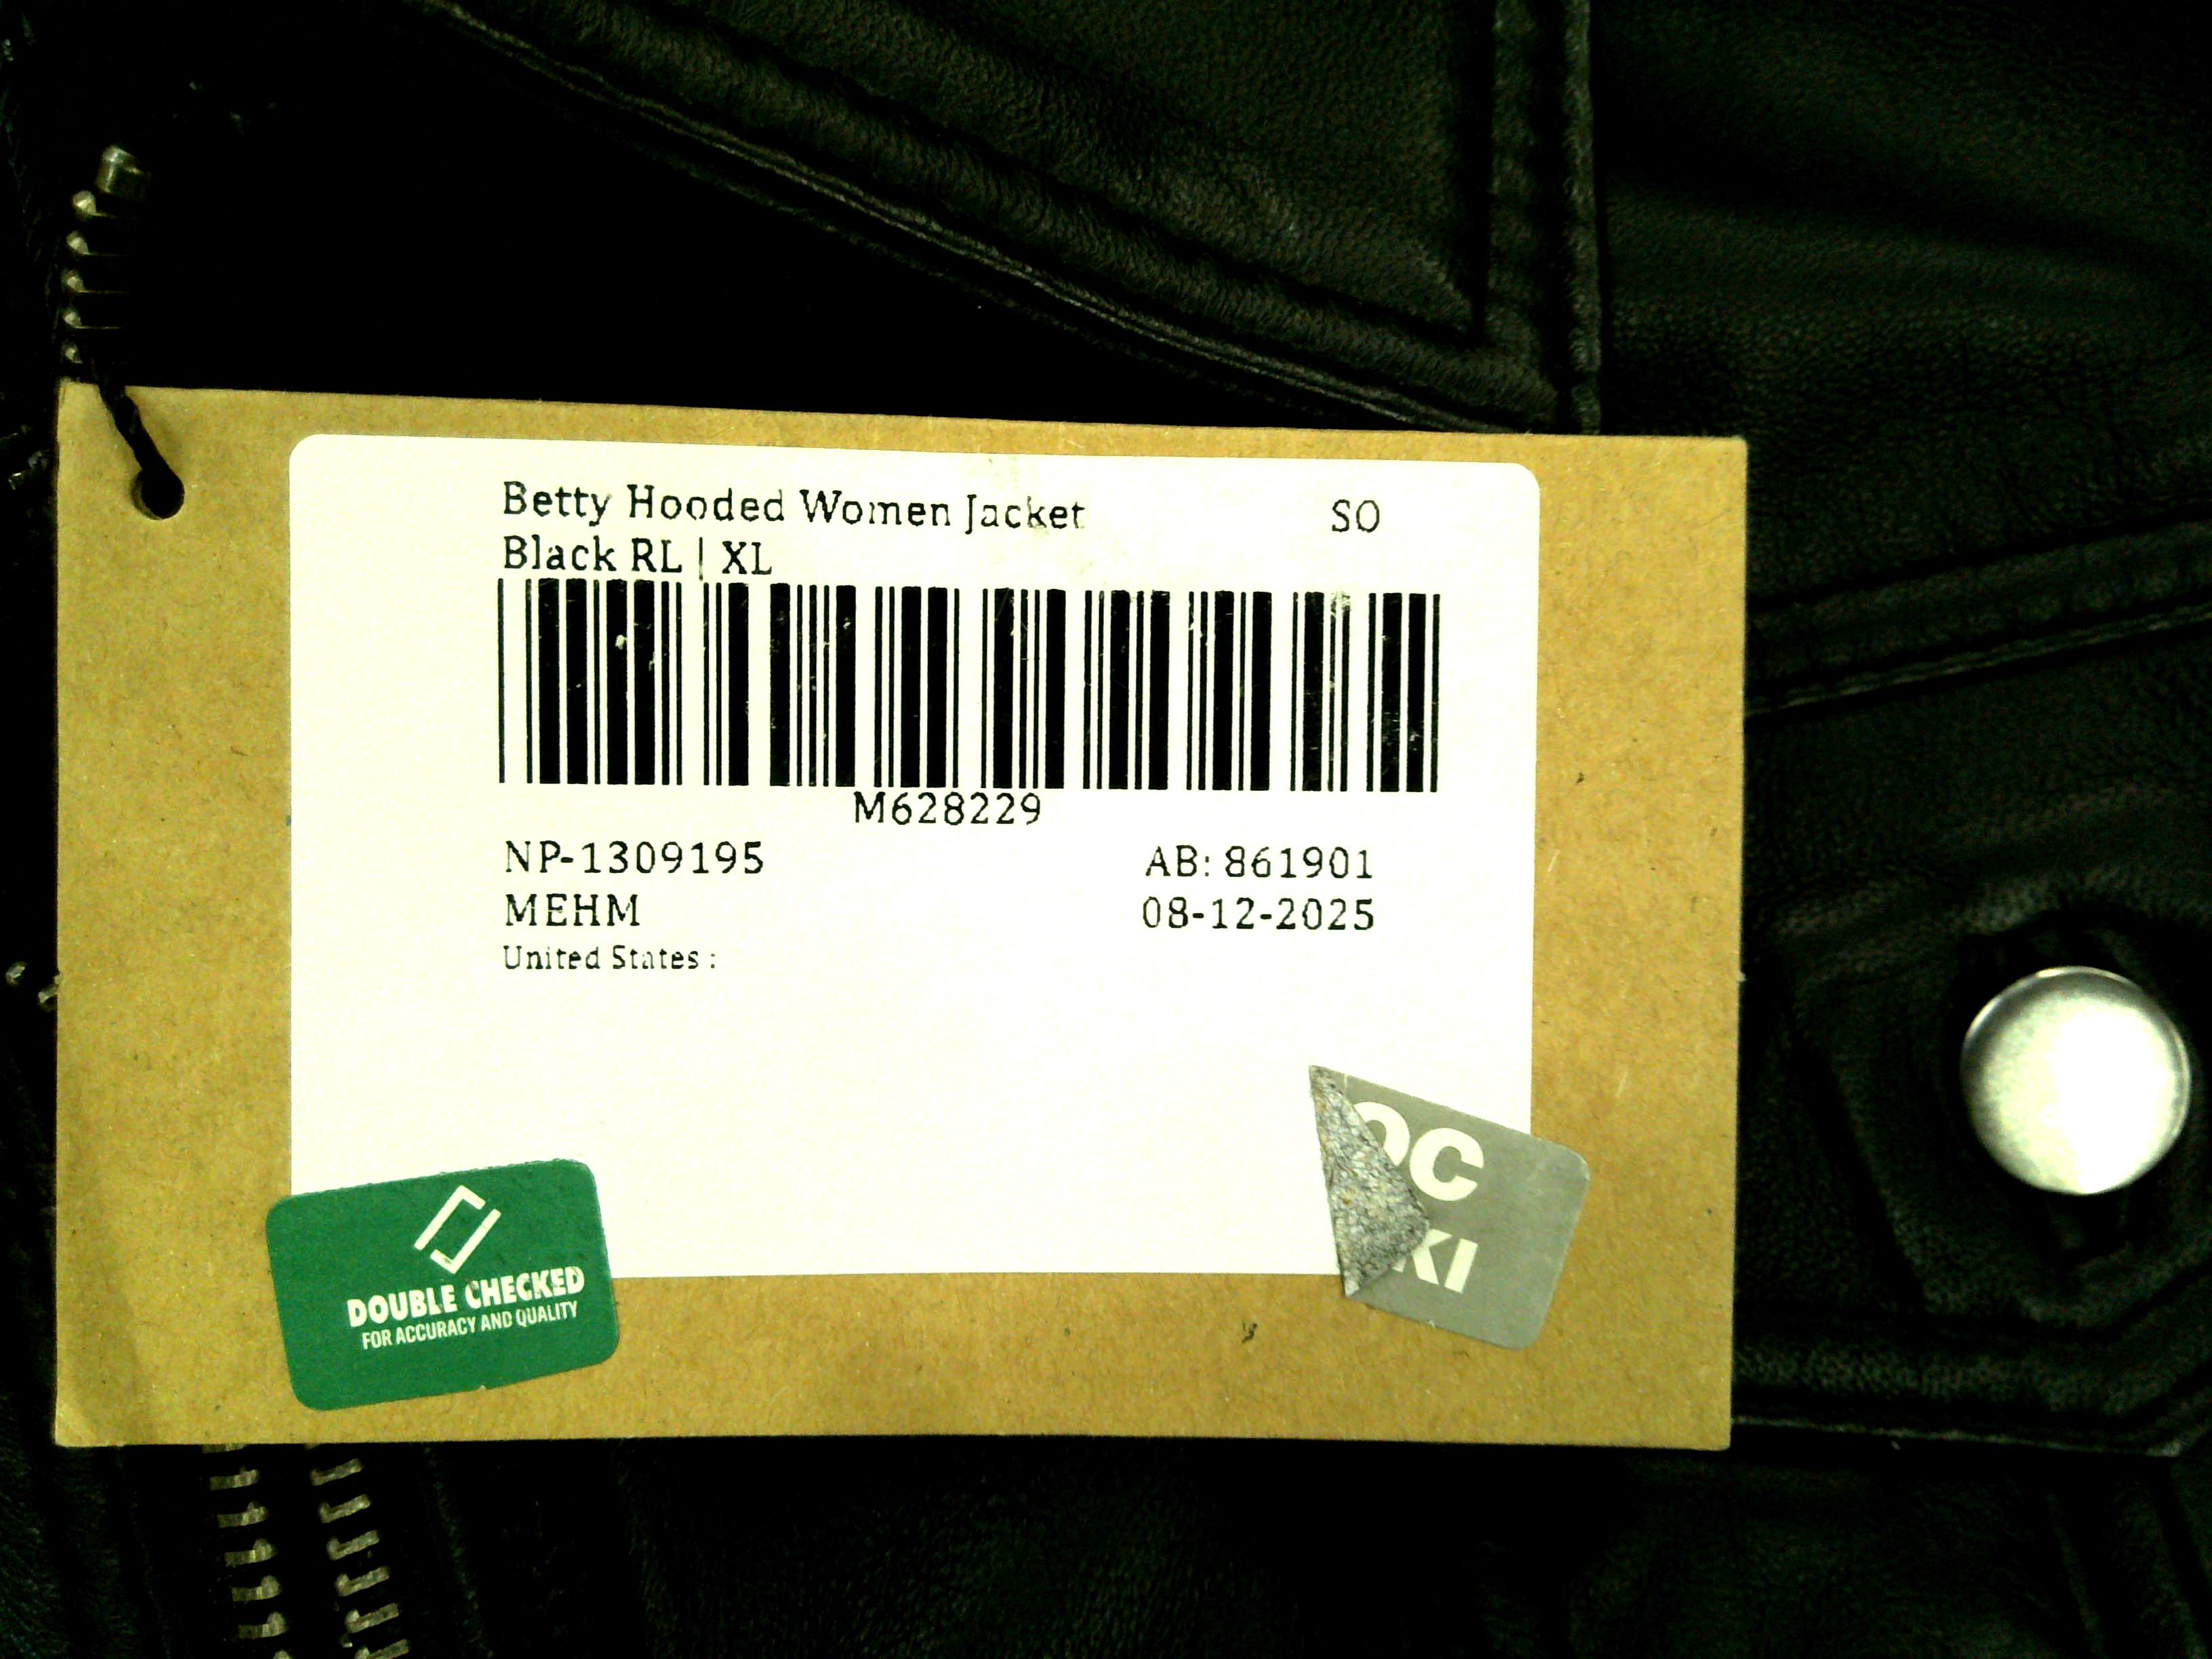 Betty Hooded Women Jacket SO
Black RL | XL
M628229
NP-1309195 AB: 861901
MEHM 08-12-2025
United States :
DOUBLE CHECKED
FOR ACCURACY AND QUALITY